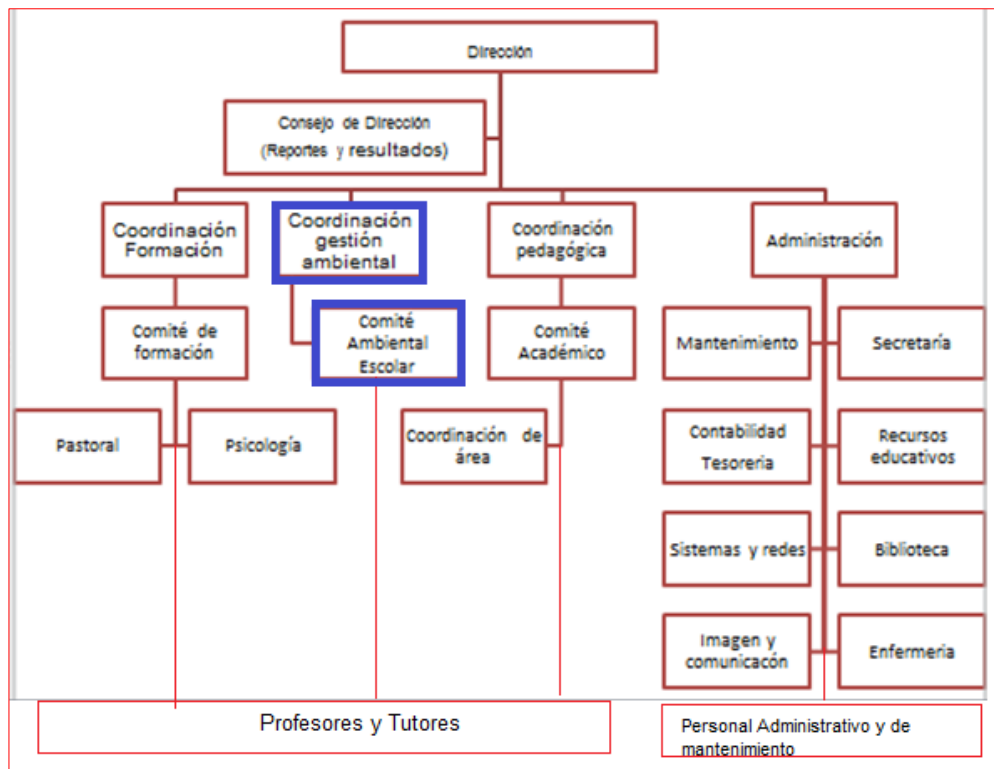 Dirección
Consejo de Dirección
(Reportes y resultados)
Coordinación
Formación
Coordinación
gestión
ambiental
Coordinación
pedagógica
Administración
Comité de
formación
Comité
Ambiental
Escolar
Comité
Académico
Mantenimiento
Secretaría
Pastoral
Psicología
Coordinación de
área
Contabilidad
Tesoreria
Recursos
educativos
Sistemas y redes
Biblioteca
Imagen y
comunicacón
Enfermeria
Profesores y Tutores
Personal Administrativo y de
mantenimiento